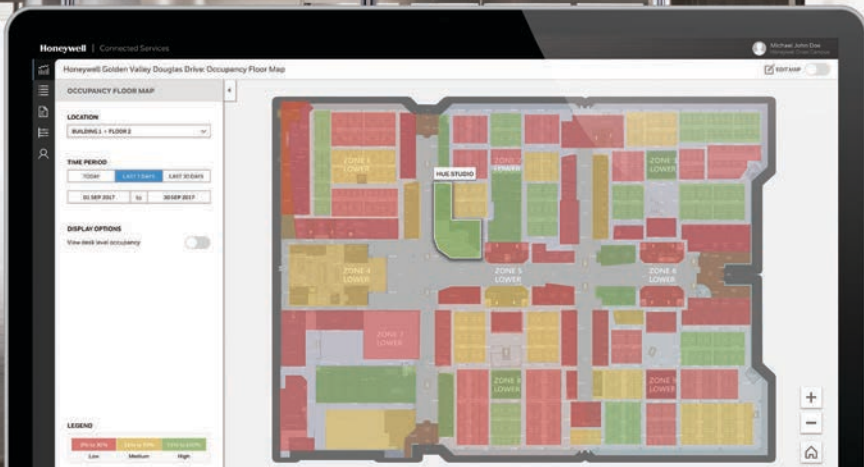 Honeywell | Connected Services
Michael John Doe
Honeywell Golden Valley Douglas Drive: Occupancy Floor Map
EDIT MAP
OCCUPANCY FLOOR MAP
LOCATION
BUILDING 1 • FLOOR 2
TIME PERIOD
TODAY
LAST 7 DAYS
LAST 30 DAYS
01 SEP 2017
to
30 SEP 2017
DISPLAY OPTIONS
View desk level occupancy
HUE STUDIO
ZONE 1
LOWER
ZONE 2
LOWER
ZONE 3
LOWER
ZONE 4
LOWER
ZONE 5
LOWER
LOWER
ZONE 7
LOWER
ZONE 8
LOWER
ZONE 9
LOWER
LEGEND
Low
Medium
High